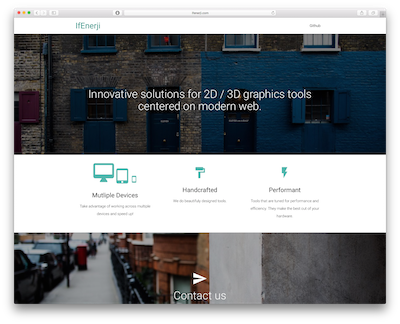 IfEnerji
Github
Innovative solutions for 2D / 3D graphics tools
centered on modern web.
Mutliple Devices
Handcrafted
Performant
Take advantage of working across multiple
devices and speed up!
We do beautifully designed tools.
Tools that are tuned for performance and
efficiency. They make the best out of your
hardware.
Contact us